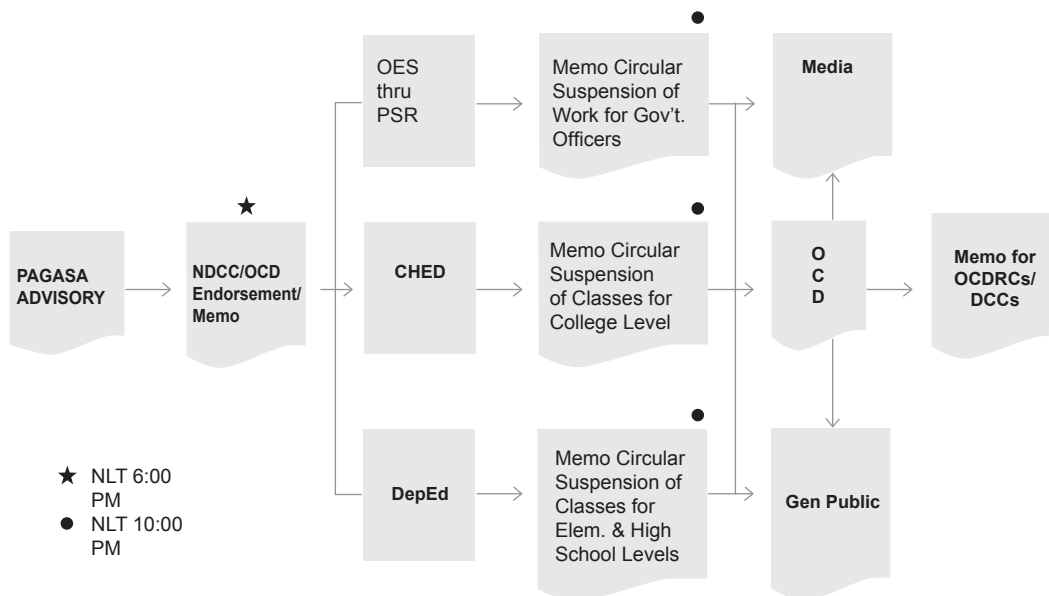 PAGASA
ADVISORY
NDCC/OCD
Endorsement/
Memo
OES
thru
PSR
Memo Circular
Suspension of
Work for Gov't.
Officers
CHED
Memo Circular
Suspension
of Classes for
College Level
DepEd
Memo Circular
Suspension of
Classes for
Elem. & High
School Levels
Media
O
C
D
Gen Public
Memo for
OCDRCs/
DCCs
★ NLT 6:00
PM
● NLT 10:00
PM